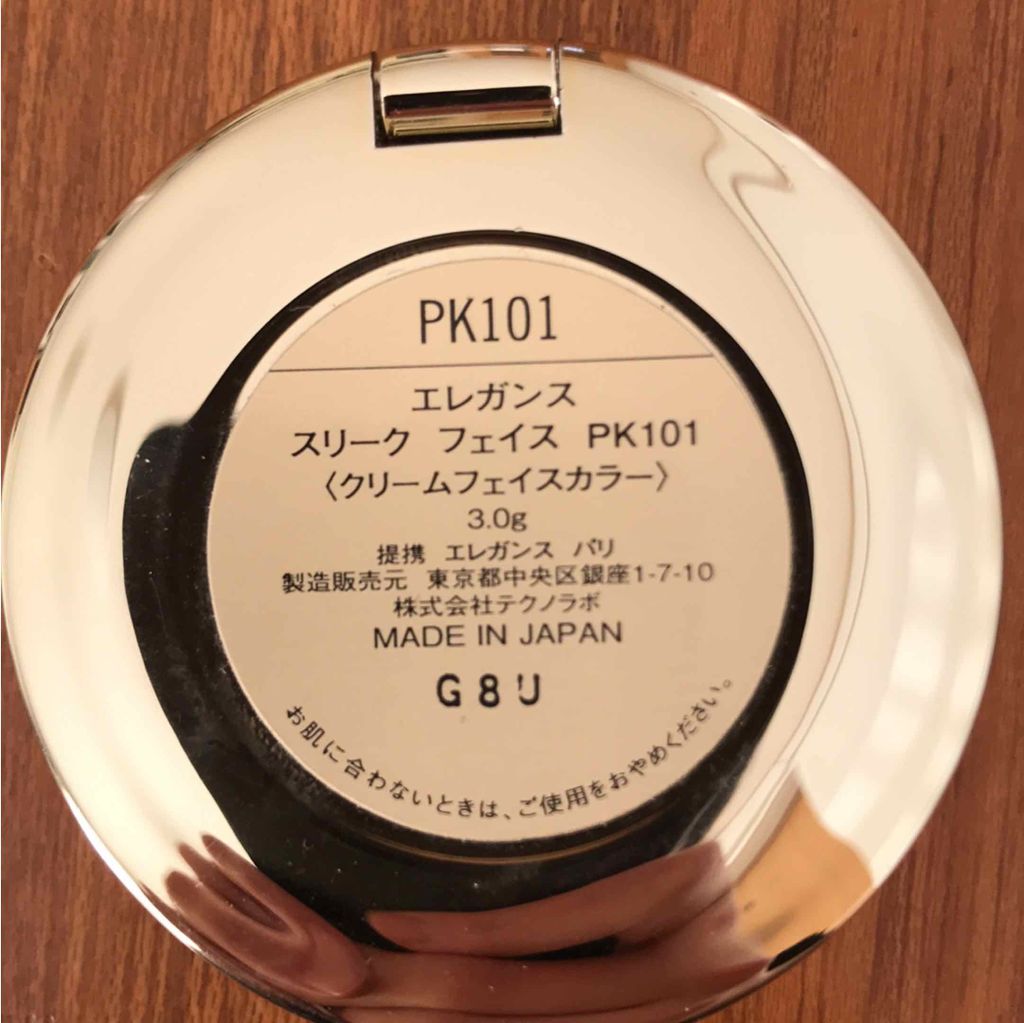 PK101
エレガンス
スリーク フェイス PK101
〈クリームフェイスカラー〉
3.0g
提携 エレガンス パリ
製造販売元 東京都中央区銀座1-7-10
株式会社テクノラボ
MADE IN JAPAN
G8U
お肌に合わないときは、ご使用をおやめください。